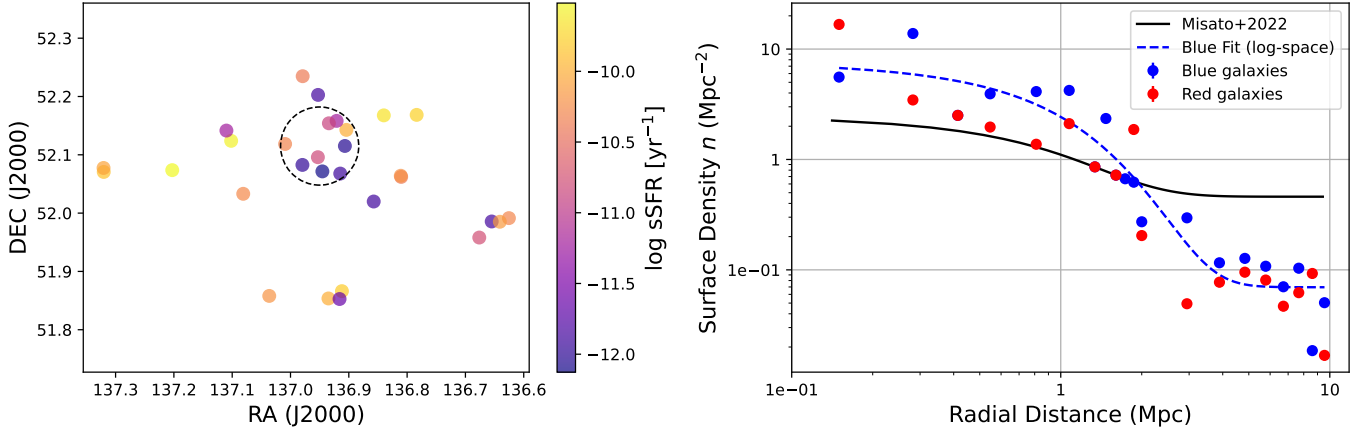 52.3
52.2
52.1
52.0
51.9
51.8
DEC (J2000)
137.3 137.2 137.1 137.0 136.9 136.8 136.7 136.6
RA (J2000)
−10.0
−10.5
−11.0
−11.5
−12.0
log sSFR [yr⁻¹]
Misato+2022
Blue Fit (log-space)
Blue galaxies
Red galaxies
10
1
1e−01
Surface Density n (Mpc⁻²)
1e−01 1 10
Radial Distance (Mpc)